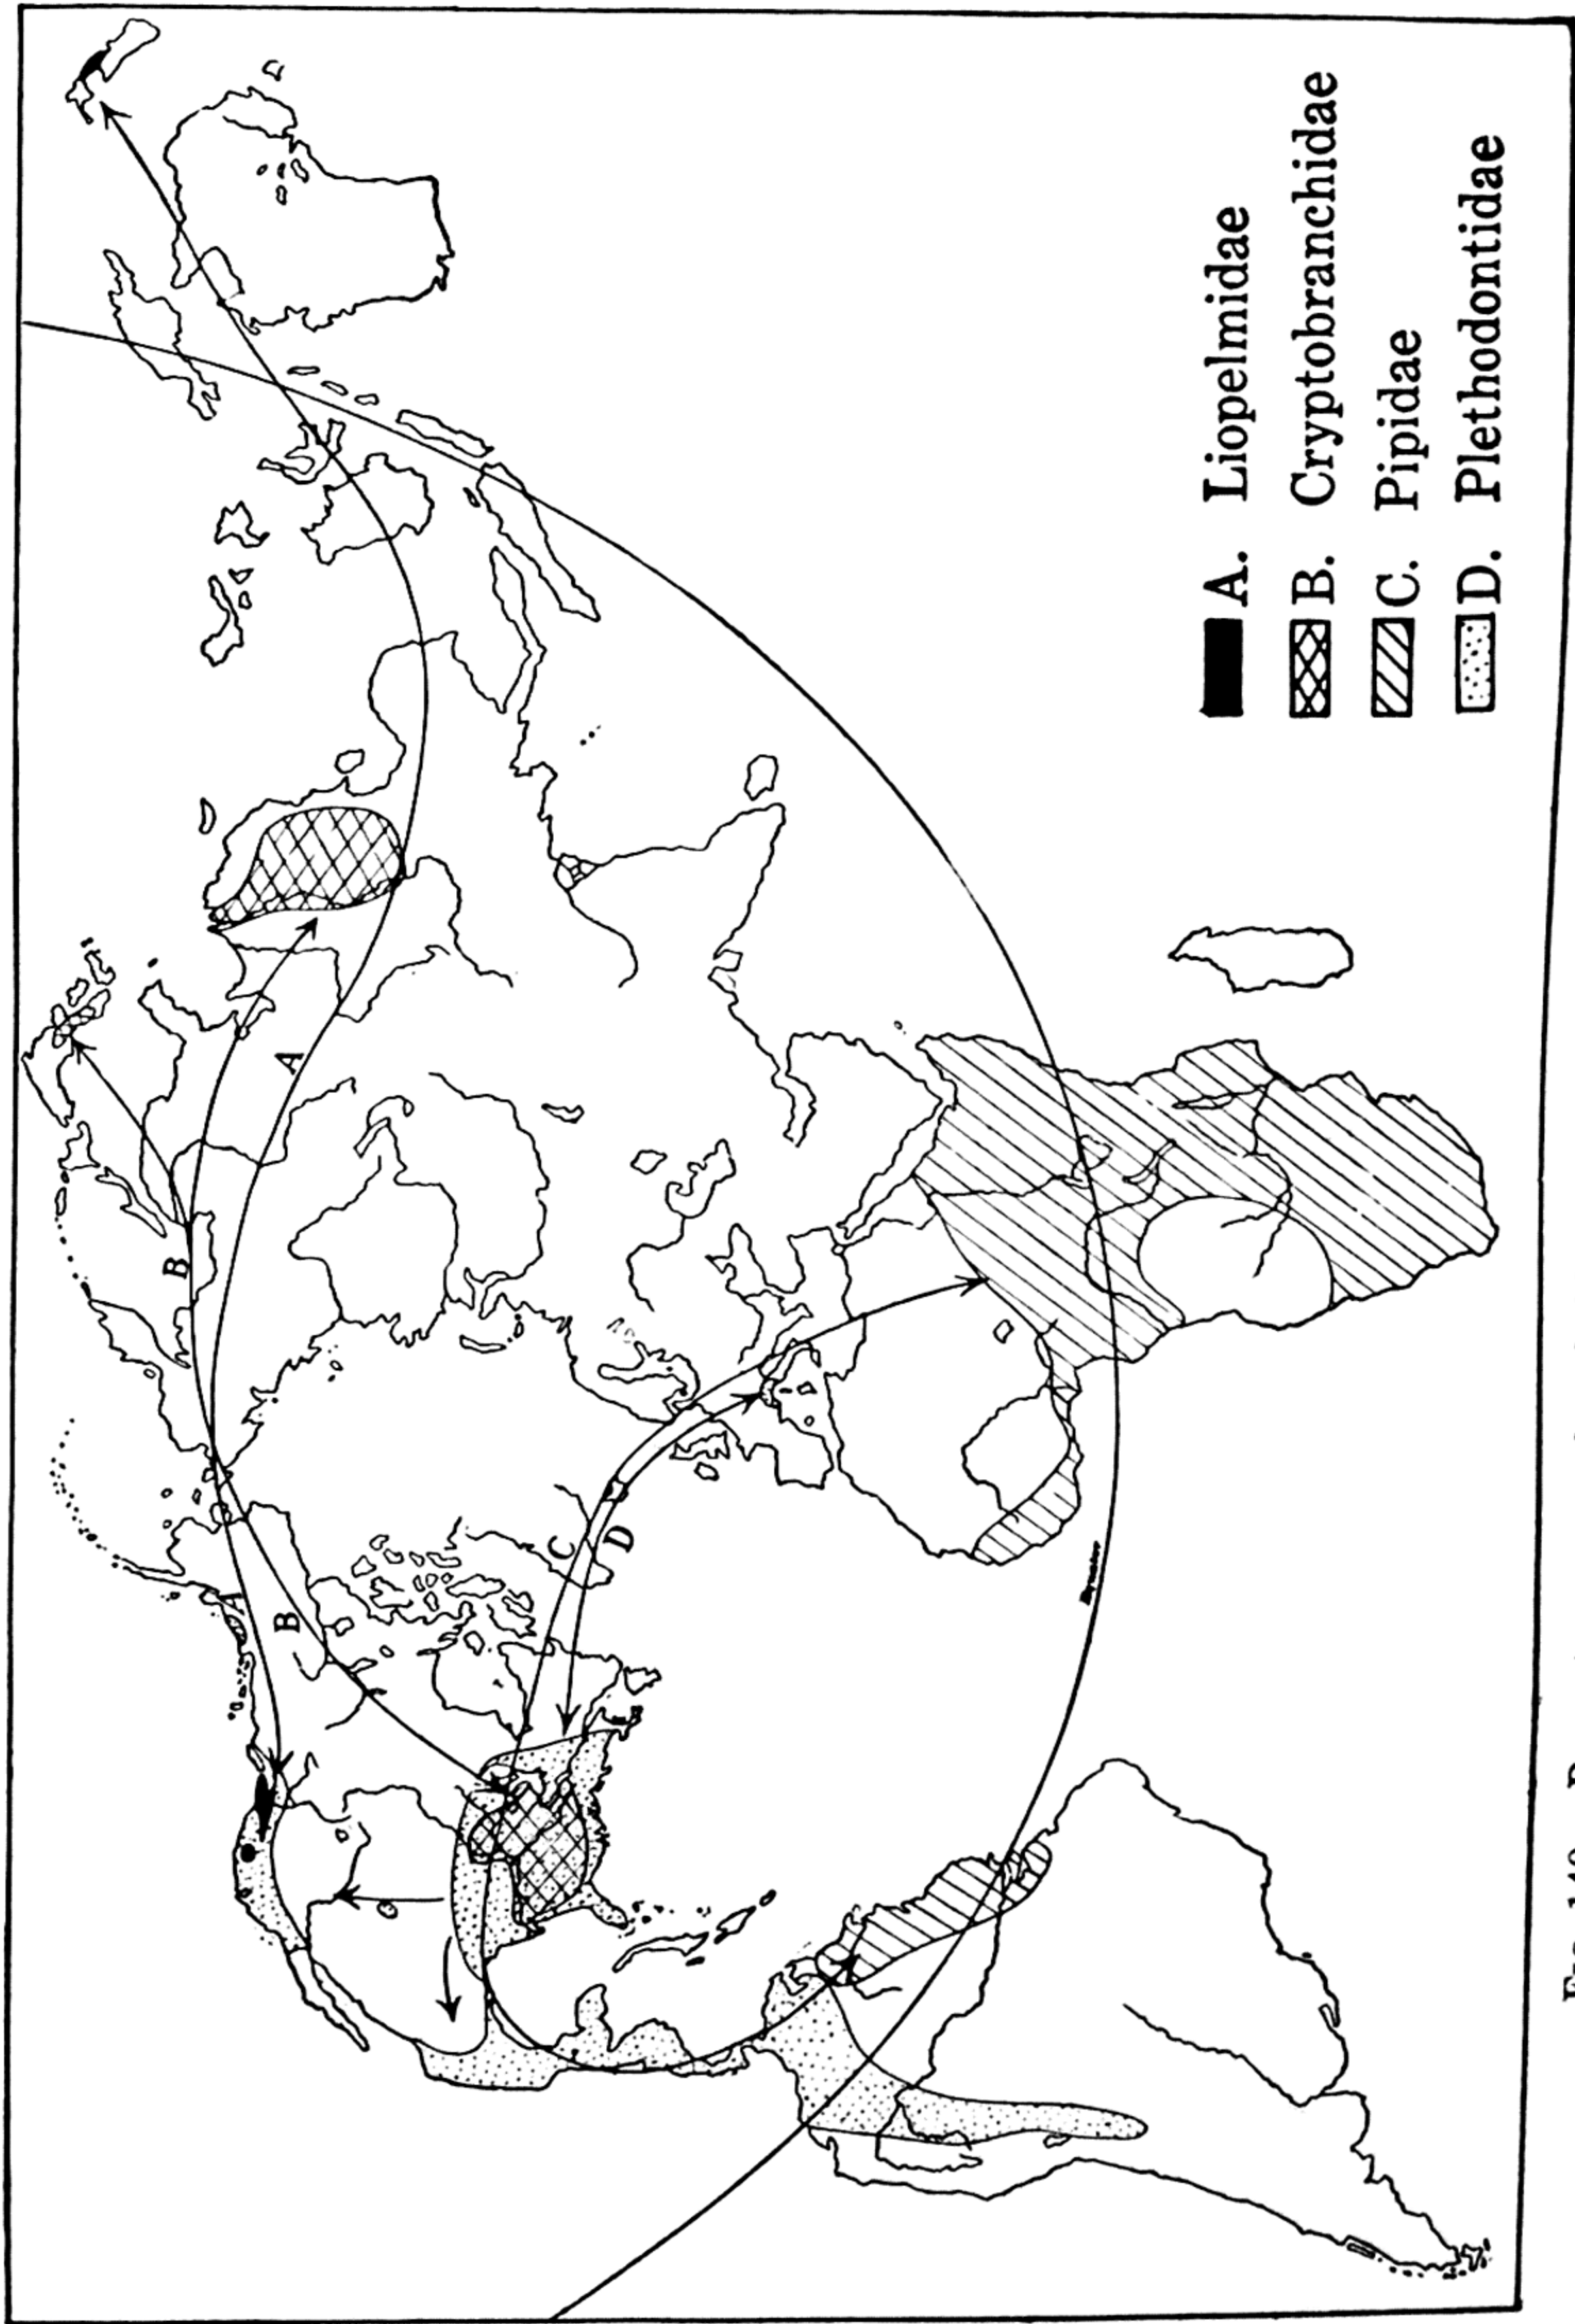 A. Liopelmidae
B. Cryptobranchidae
C. Pipidae
D. Plethodontidae
A
B
A
B
C
D